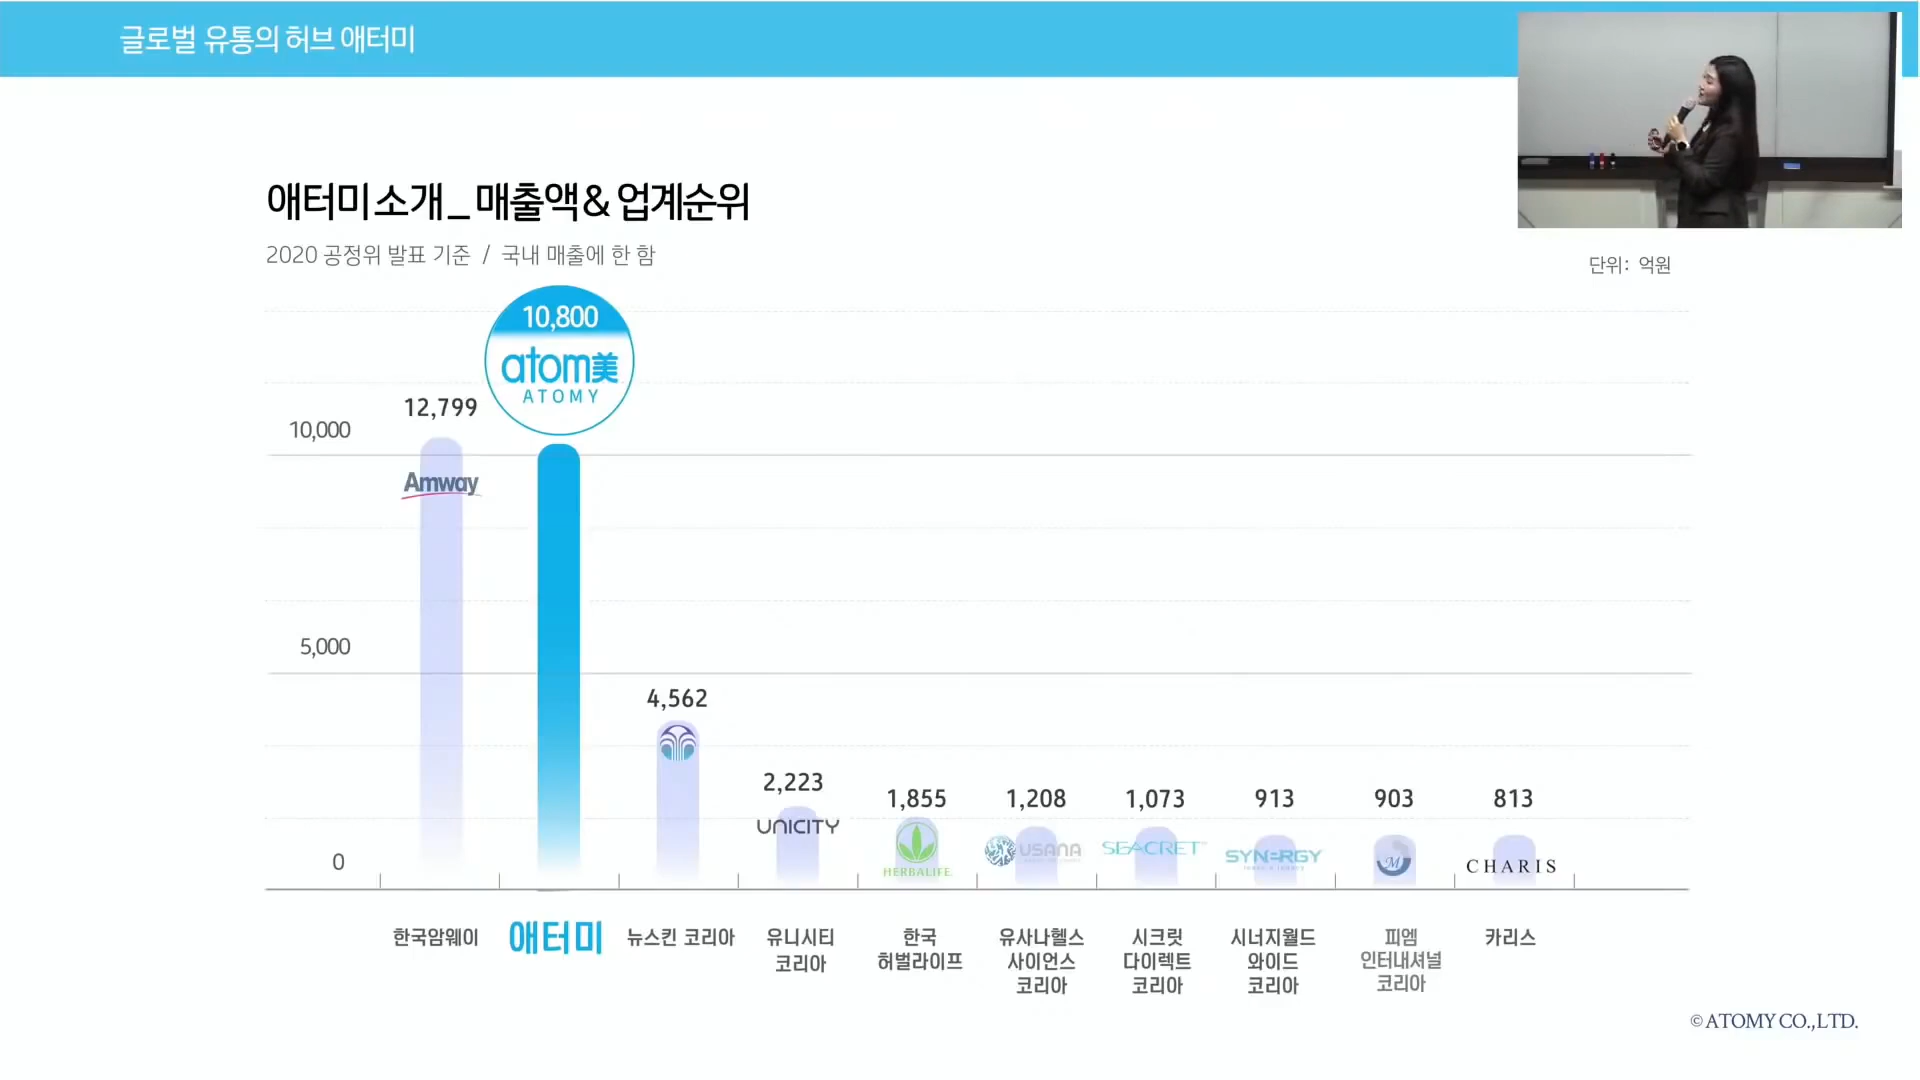 글로벌 유통의 허브 애터미
애터미 소개 _ 매출액 & 업계순위
2020 공정위 발표 기준 / 국내 매출에 한 함
단위: 억원
10,800
atom美
ATOMY
12,799
10,000
Amway
5,000
4,562
2,223
UNICITY
1,855
HERBALIFE
1,208
USANA
1,073
SEACRET
913
SYNERGY
903
M
813
CHARIS
0
한국암웨이
애터미
뉴스킨 코리아
유니시티
코리아
한국
허벌라이프
유사나헬스
사이언스
코리아
시크릿
다이렉트
코리아
시너지월드
와이드
코리아
피엠
인터내셔널
코리아
카리스
© ATOMY CO.,LTD.